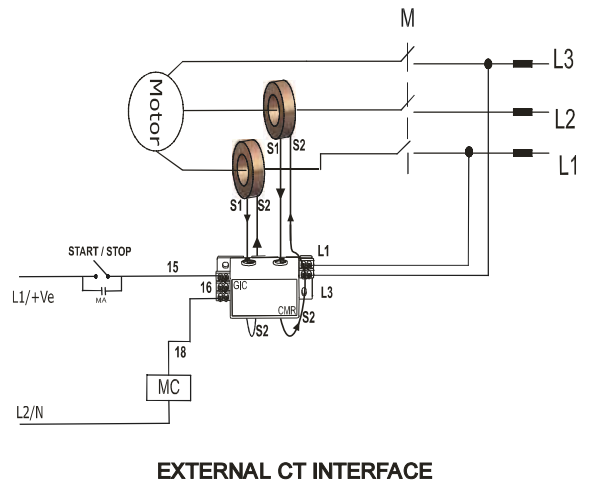 M
L3
Motor
L2
S1 S2
L1
S1 S2
START / STOP
L1
15
L1/+Ve
MA
16
GIC
L3
CMR
S2
S2
18
MC
L2/N
EXTERNAL CT INTERFACE